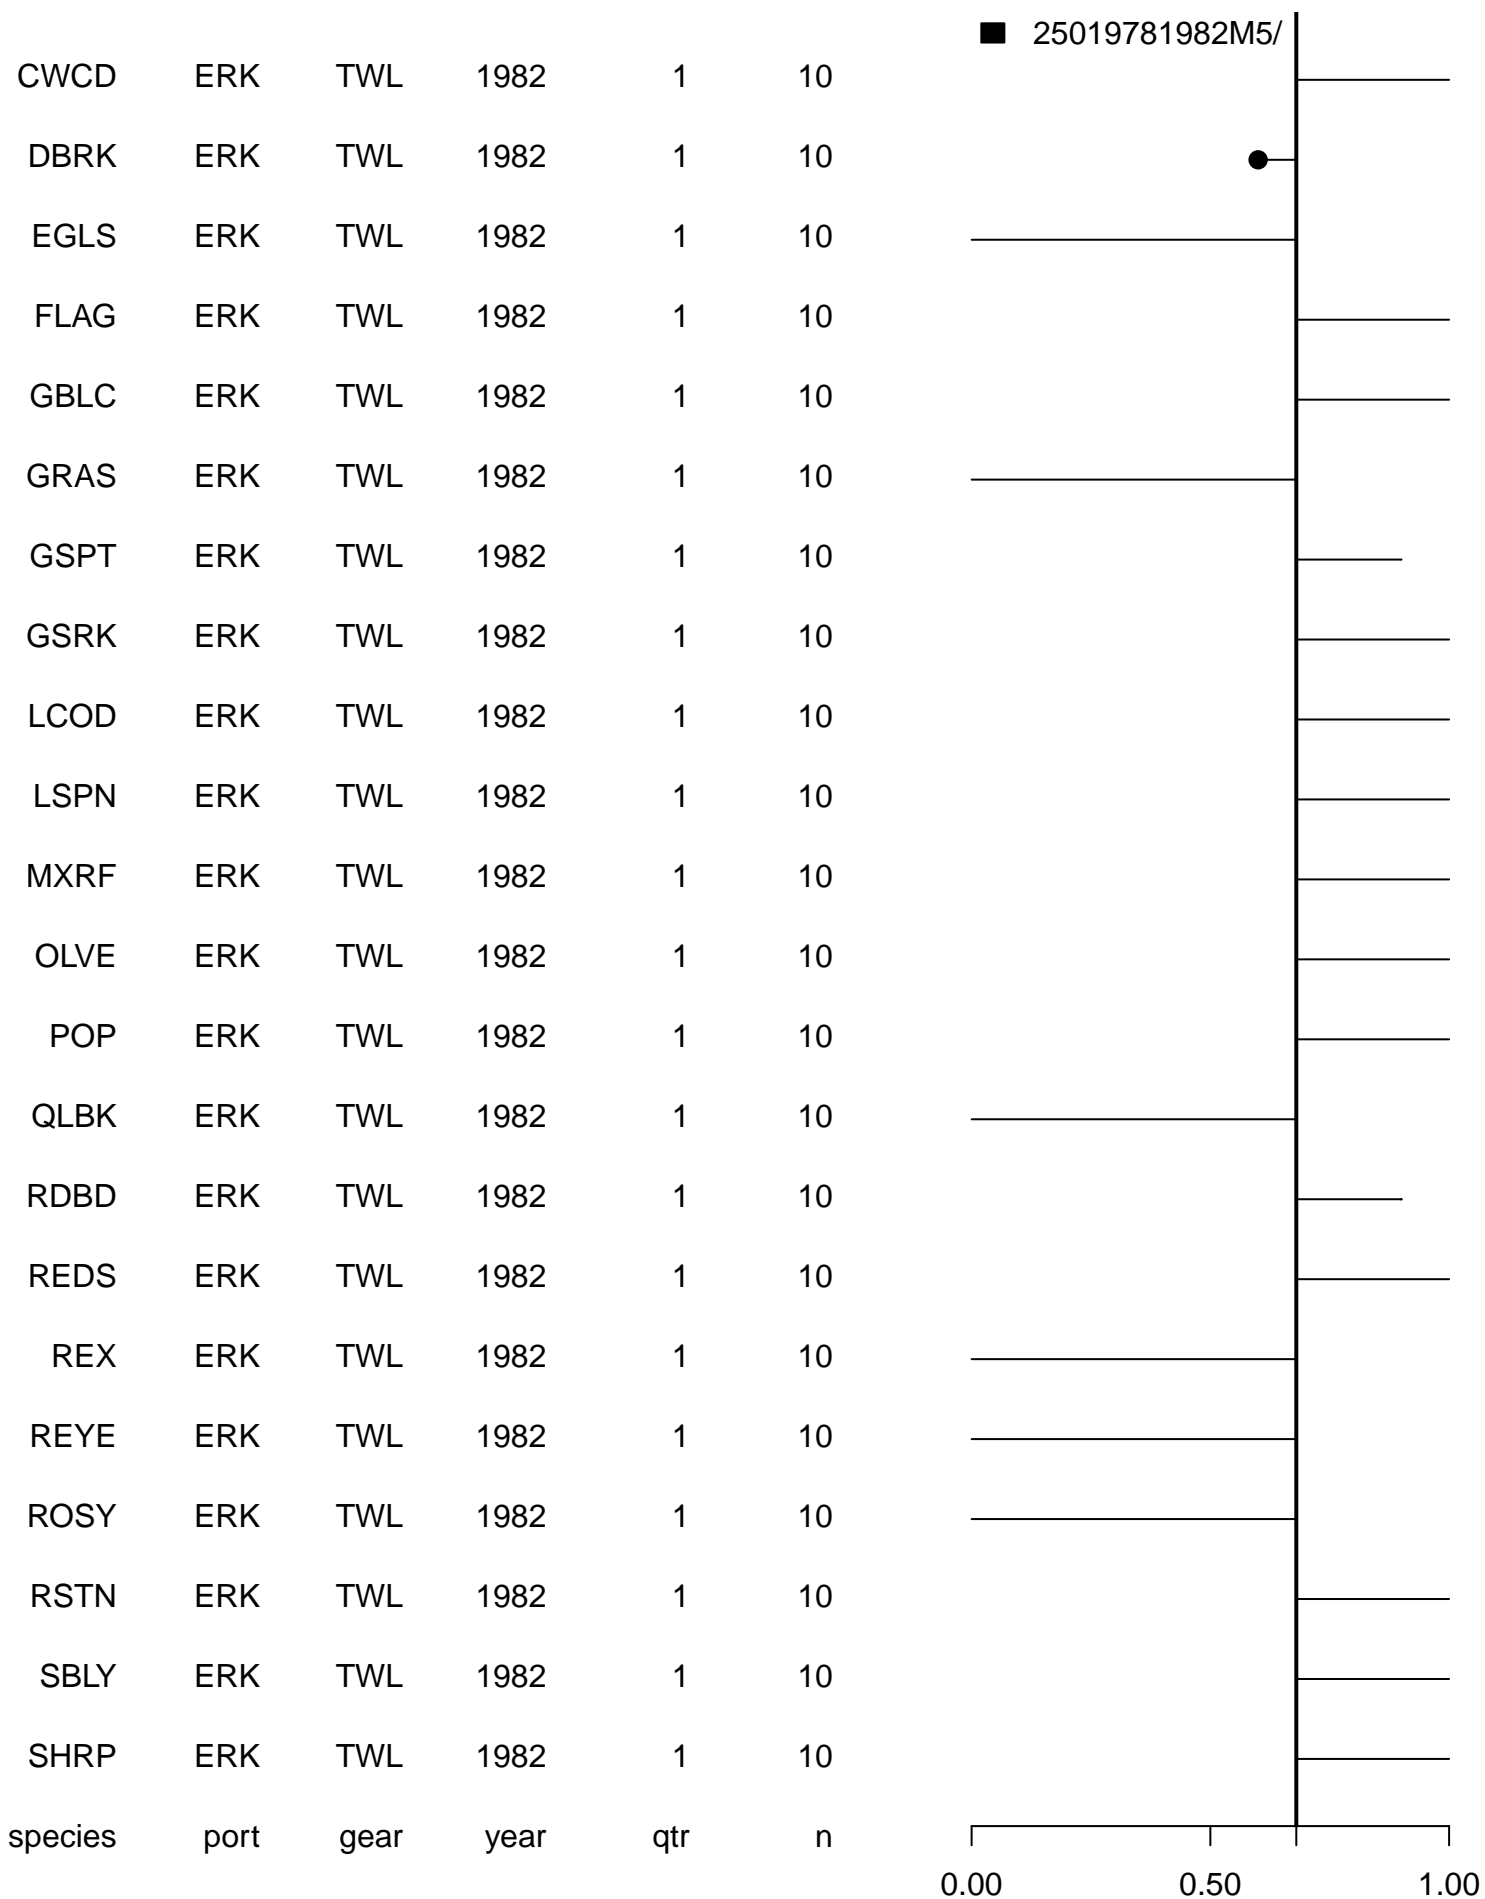 25019781982M5/
CWCD ERK TWL 1982 1 10
DBRK ERK TWL 1982 1 10
EGLS ERK TWL 1982 1 10
FLAG ERK TWL 1982 1 10
GBLC ERK TWL 1982 1 10
GRAS ERK TWL 1982 1 10
GSPT ERK TWL 1982 1 10
GSRK ERK TWL 1982 1 10
LCOD ERK TWL 1982 1 10
LSPN ERK TWL 1982 1 10
MXRF ERK TWL 1982 1 10
OLVE ERK TWL 1982 1 10
POP ERK TWL 1982 1 10
QLBK ERK TWL 1982 1 10
RDBD ERK TWL 1982 1 10
REDS ERK TWL 1982 1 10
REX ERK TWL 1982 1 10
REYE ERK TWL 1982 1 10
ROSY ERK TWL 1982 1 10
RSTN ERK TWL 1982 1 10
SBLY ERK TWL 1982 1 10
SHRP ERK TWL 1982 1 10
species port gear year qtr n
0.00 0.50 1.00